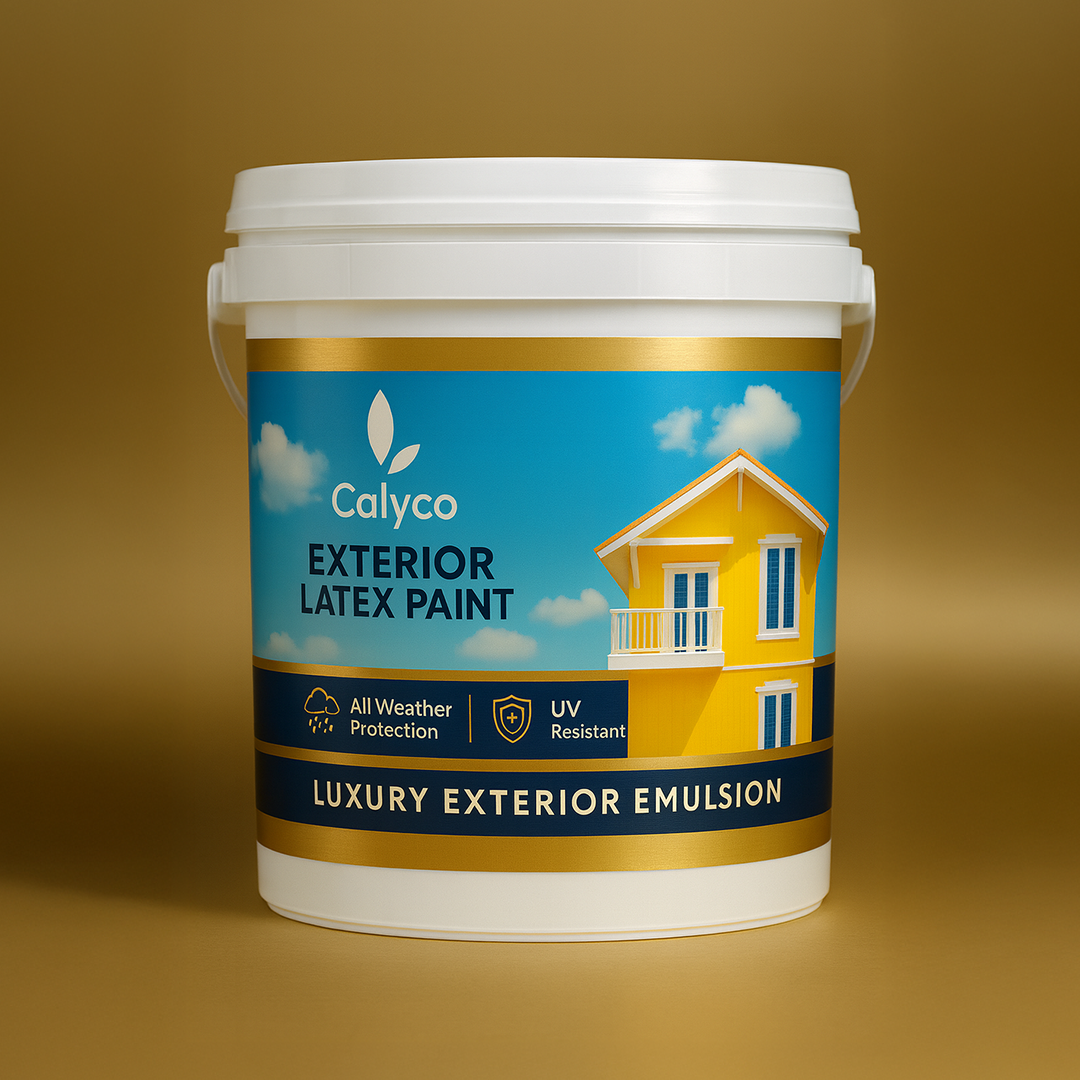 Calyco
EXTERIOR
LATEX PAINT
All Weather
Protection
UV
Resistant
LUXURY EXTERIOR EMULSION